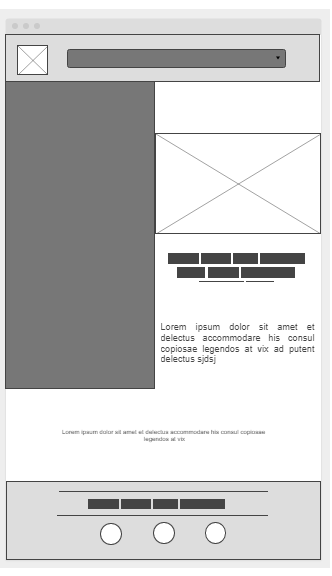 Lorem ipsum dolor sit amet et
delectus accommodare his consul
copiosae legendos at vix ad putent
delectus sjdsj
Lorem ipsum dolor sit amet et delectus accommodare his consul copiosae
legendos at vix